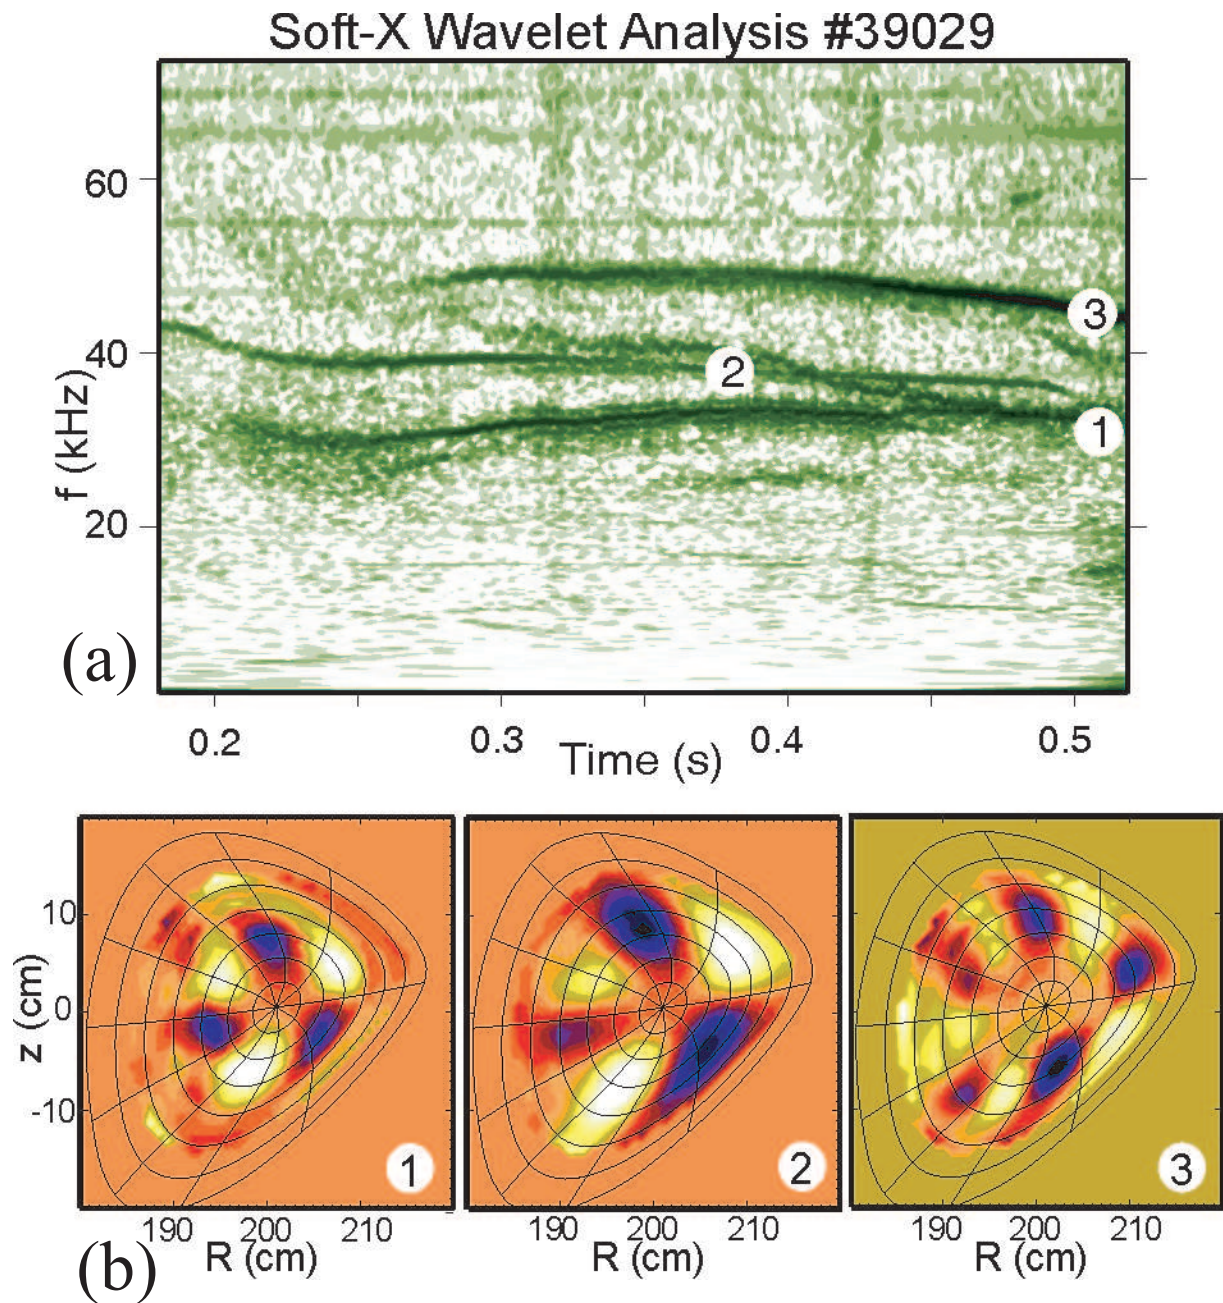 Soft-X Wavelet Analysis #39029
60
40
20
f (kHz)
3
2
1
(a)
0.2 0.3 0.4 0.5
Time (s)
10
0
-10
z (cm)
1 2 3
190 200 210 190 200 210 190 200 210
R (cm) R (cm) R (cm)
(b)